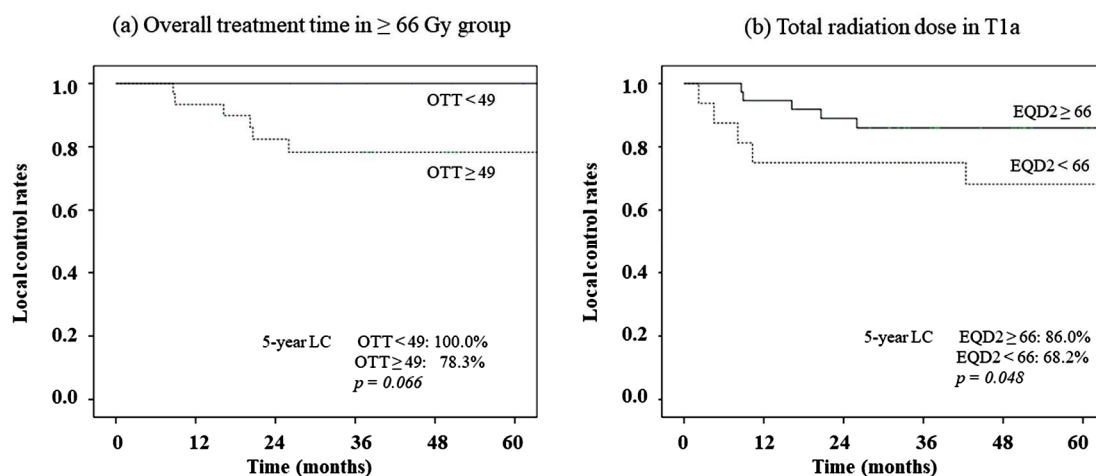 (a) Overall treatment time in ≥ 66 Gy group
Local control rates
1.0
0.8
0.6
0.4
0.2
0.0
OTT < 49
OTT ≥ 49
5-year LC OTT < 49: 100.0%
OTT ≥ 49: 78.3%
p = 0.066
0 12 24 36 48 60
Time (months)
(b) Total radiation dose in T1a
Local control rates
1.0
0.8
0.6
0.4
0.2
0.0
EQD2 ≥ 66
EQD2 < 66
5-year LC EQD2 ≥ 66: 86.0%
EQD2 < 66: 68.2%
p = 0.048
0 12 24 36 48 60
Time (months)